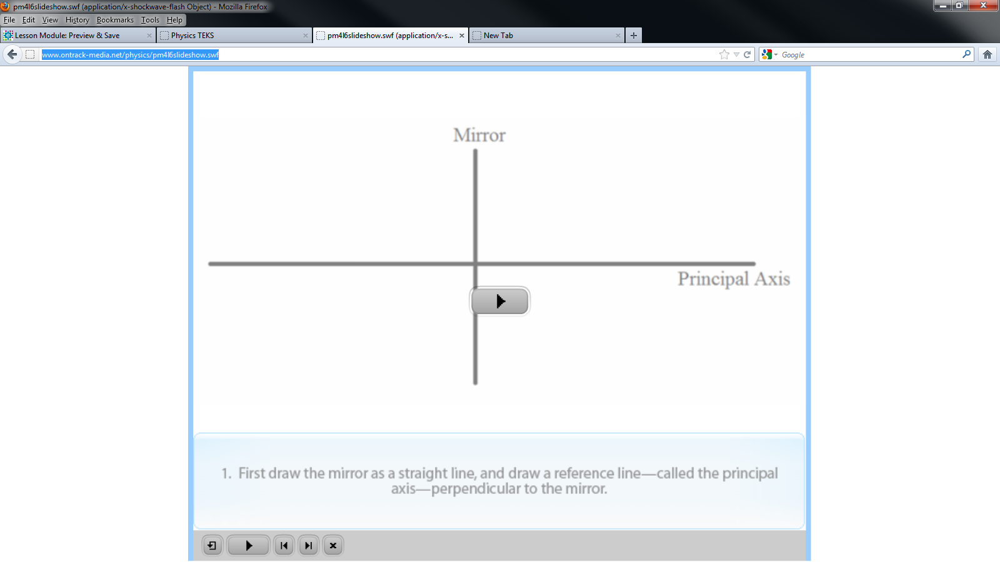 pm4l6slideshow.swf (application/x-shockwave-flash Object) - Mozilla Firefox
File Edit View History Bookmarks Tools Help
Lesson Module: Preview & Save
Physics TEKS
pm4l6slideshow.swf (application/x-s...
New Tab
www.ontrack-media.net/physics/pm4l6slideshow.swf
Google
Mirror
Principal Axis
1. First draw the mirror as a straight line, and draw a reference line—called the principal
axis—perpendicular to the mirror.